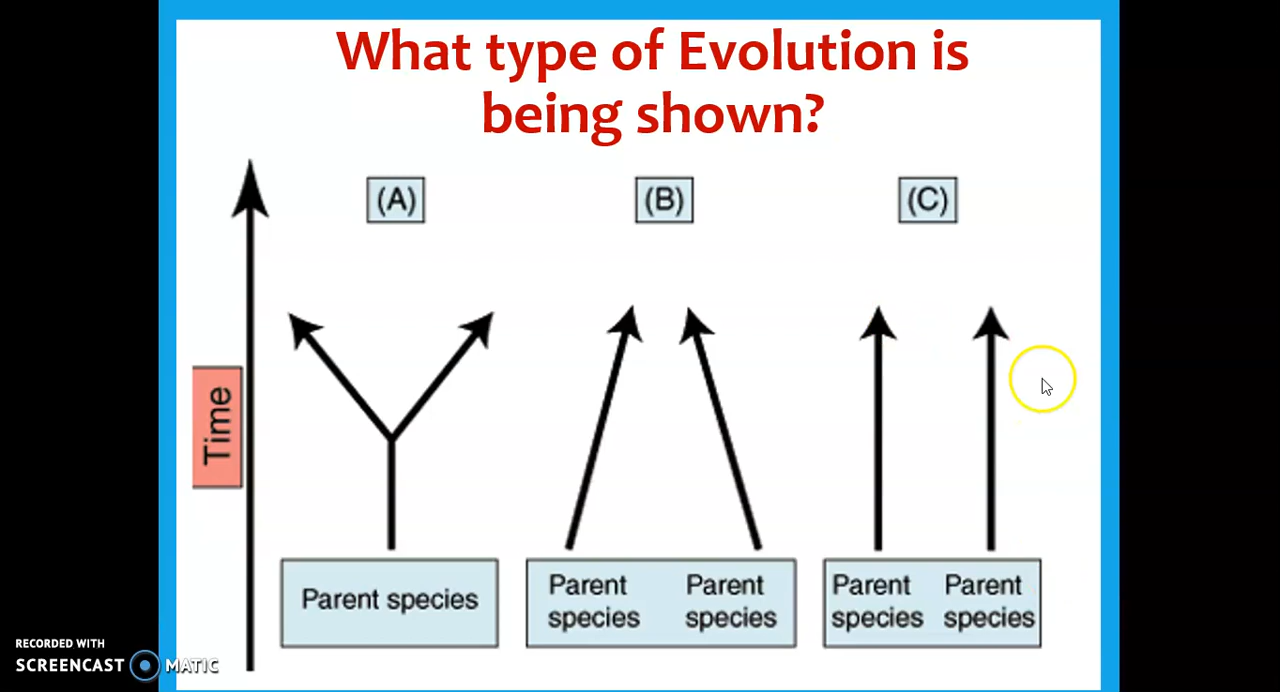 What type of Evolution is
being shown?
(A)
(B)
(C)
Time
Parent species
Parent Parent
species species
Parent Parent
species species
RECORDED WITH
SCREENCAST MATIC